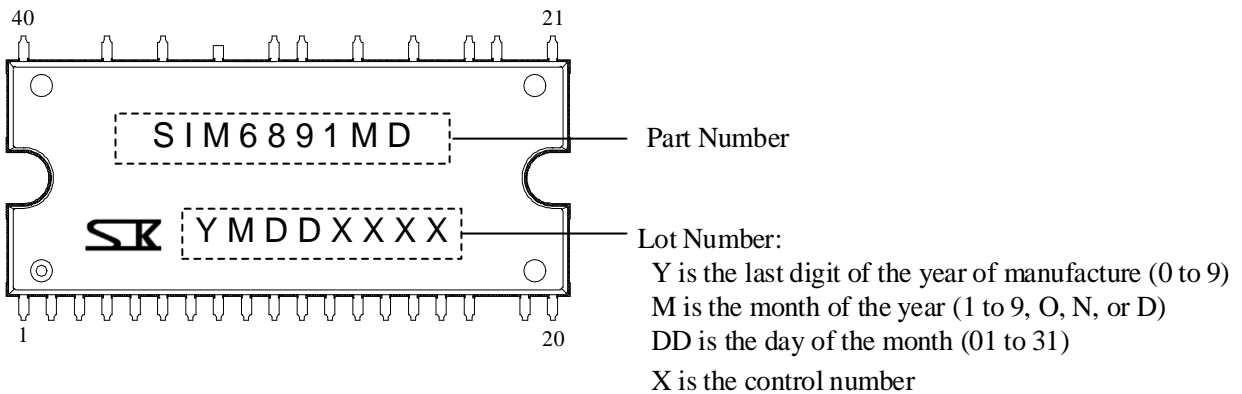 40 21
SIM6891MD
Part Number
SK YMDDXXXX
Lot Number:
Y is the last digit of the year of manufacture (0 to 9)
M is the month of the year (1 to 9, O, N, or D)
DD is the day of the month (01 to 31)
X is the control number
1 20